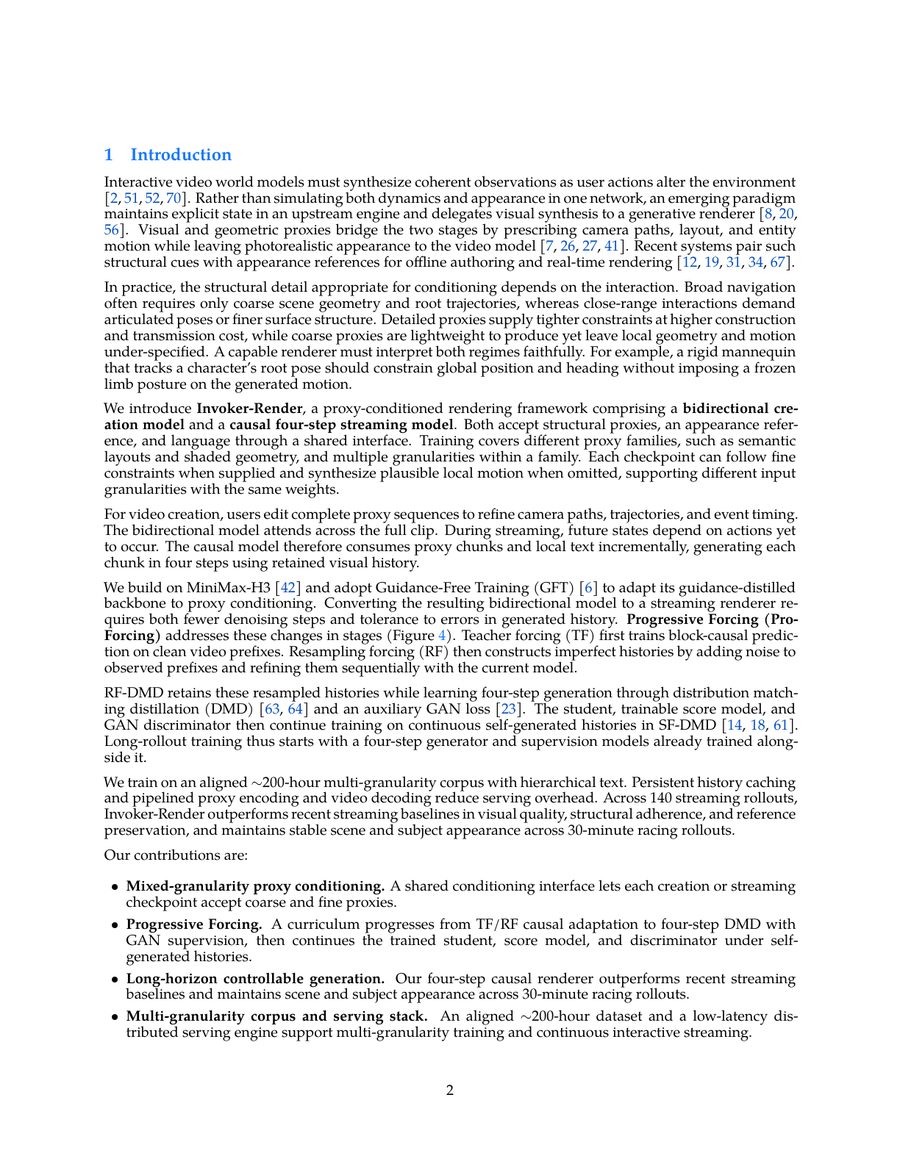 1 Introduction
Interactive video world models must synthesize coherent observations as user actions alter the environment
[2, 51, 52, 70]. Rather than simulating both dynamics and appearance in one network, an emerging paradigm
maintains explicit state in an upstream engine and delegates visual synthesis to a generative renderer [8, 20,
56]. Visual and geometric proxies bridge the two stages by prescribing camera paths, layout, and entity
motion while leaving photorealistic appearance to the video model [7, 26, 27, 41]. Recent systems pair such
structural cues with appearance references for offline authoring and real-time rendering [12, 19, 31, 34, 67].
In practice, the structural detail appropriate for conditioning depends on the interaction. Broad navigation
often requires only coarse scene geometry and root trajectories, whereas close-range interactions demand
articulated poses or finer surface structure. Detailed proxies supply tighter constraints at higher construction
and transmission cost, while coarse proxies are lightweight to produce yet leave local geometry and motion
under-specified. A capable renderer must interpret both regimes faithfully. For example, a rigid mannequin
that tracks a character's root pose should constrain global position and heading without imposing a frozen
limb posture on the generated motion.
We introduce Invoker-Render, a proxy-conditioned rendering framework comprising a bidirectional cre-
ation model and a causal four-step streaming model. Both accept structural proxies, an appearance refer-
ence, and language through a shared interface. Training covers different proxy families, such as semantic
layouts and shaded geometry, and multiple granularities within a family. Each checkpoint can follow fine
constraints when supplied and synthesize plausible local motion when omitted, supporting different input
granularities with the same weights.
For video creation, users edit complete proxy sequences to refine camera paths, trajectories, and event timing.
The bidirectional model attends across the full clip. During streaming, future states depend on actions yet
to occur. The causal model therefore consumes proxy chunks and local text incrementally, generating each
chunk in four steps using retained visual history.
We build on MiniMax-H3 [42] and adopt Guidance-Free Training (GFT) [6] to adapt its guidance-distilled
backbone to proxy conditioning. Converting the resulting bidirectional model to a streaming renderer re-
quires both fewer denoising steps and tolerance to errors in generated history. Progressive Forcing (Pro-
Forcing) addresses these changes in stages (Figure 4). Teacher forcing (TF) first trains block-causal predic-
tion on clean video prefixes. Resampling forcing (RF) then constructs imperfect histories by adding noise to
observed prefixes and refining them sequentially with the current model.
RF-DMD retains these resampled histories while learning four-step generation through distribution match-
ing distillation (DMD) [63, 64] and an auxiliary GAN loss [23]. The student, trainable score model, and
GAN discriminator then continue training on continuous self-generated histories in SF-DMD [14, 18, 61].
Long-rollout training thus starts with a four-step generator and supervision models already trained along-
side it.
We train on an aligned ∼200-hour multi-granularity corpus with hierarchical text. Persistent history caching
and pipelined proxy encoding and video decoding reduce serving overhead. Across 140 streaming rollouts,
Invoker-Render outperforms recent streaming baselines in visual quality, structural adherence, and reference
preservation, and maintains stable scene and subject appearance across 30-minute racing rollouts.
Our contributions are:
• Mixed-granularity proxy conditioning. A shared conditioning interface lets each creation or streaming
checkpoint accept coarse and fine proxies.
• Progressive Forcing. A curriculum progresses from TF/RF causal adaptation to four-step DMD with
GAN supervision, then continues the trained student, score model, and discriminator under self-
generated histories.
• Long-horizon controllable generation. Our four-step causal renderer outperforms recent streaming
baselines and maintains scene and subject appearance across 30-minute racing rollouts.
• Multi-granularity corpus and serving stack. An aligned ∼200-hour dataset and a low-latency dis-
tributed serving engine support multi-granularity training and continuous interactive streaming.
2